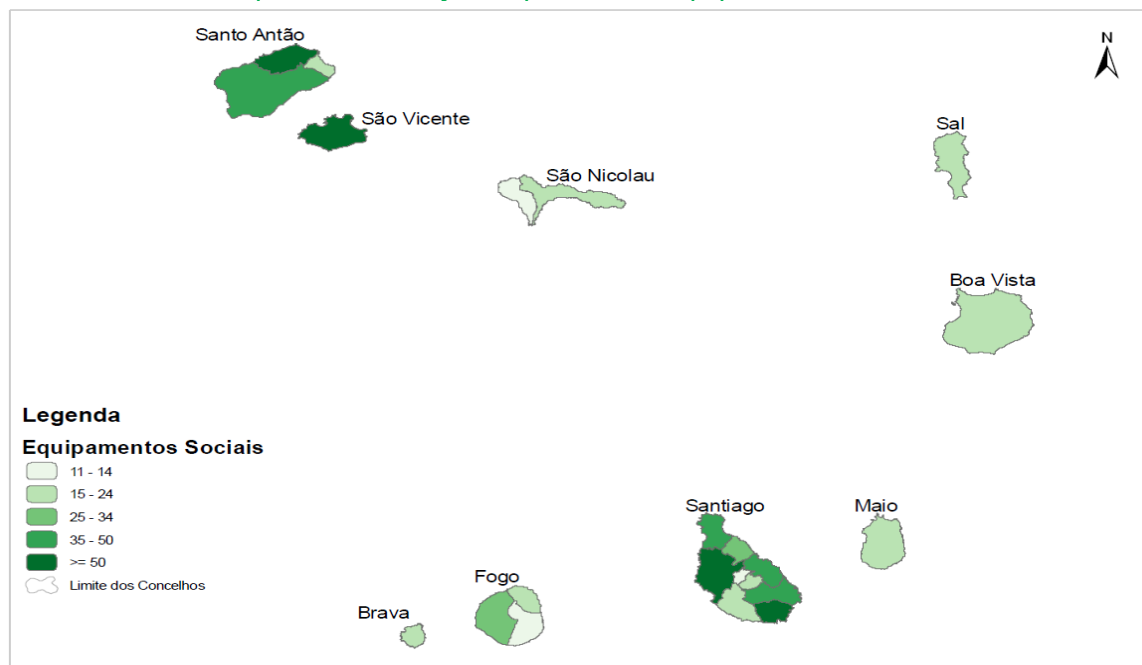 Santo Antão
N
São Vicente
Sal
São Nicolau
Boa Vista
Legenda
Equipamentos Sociais
11 - 14
15 - 24
25 - 34
35 - 50
>= 50
Limite dos Concelhos
Santiago
Maio
Fogo
Brava